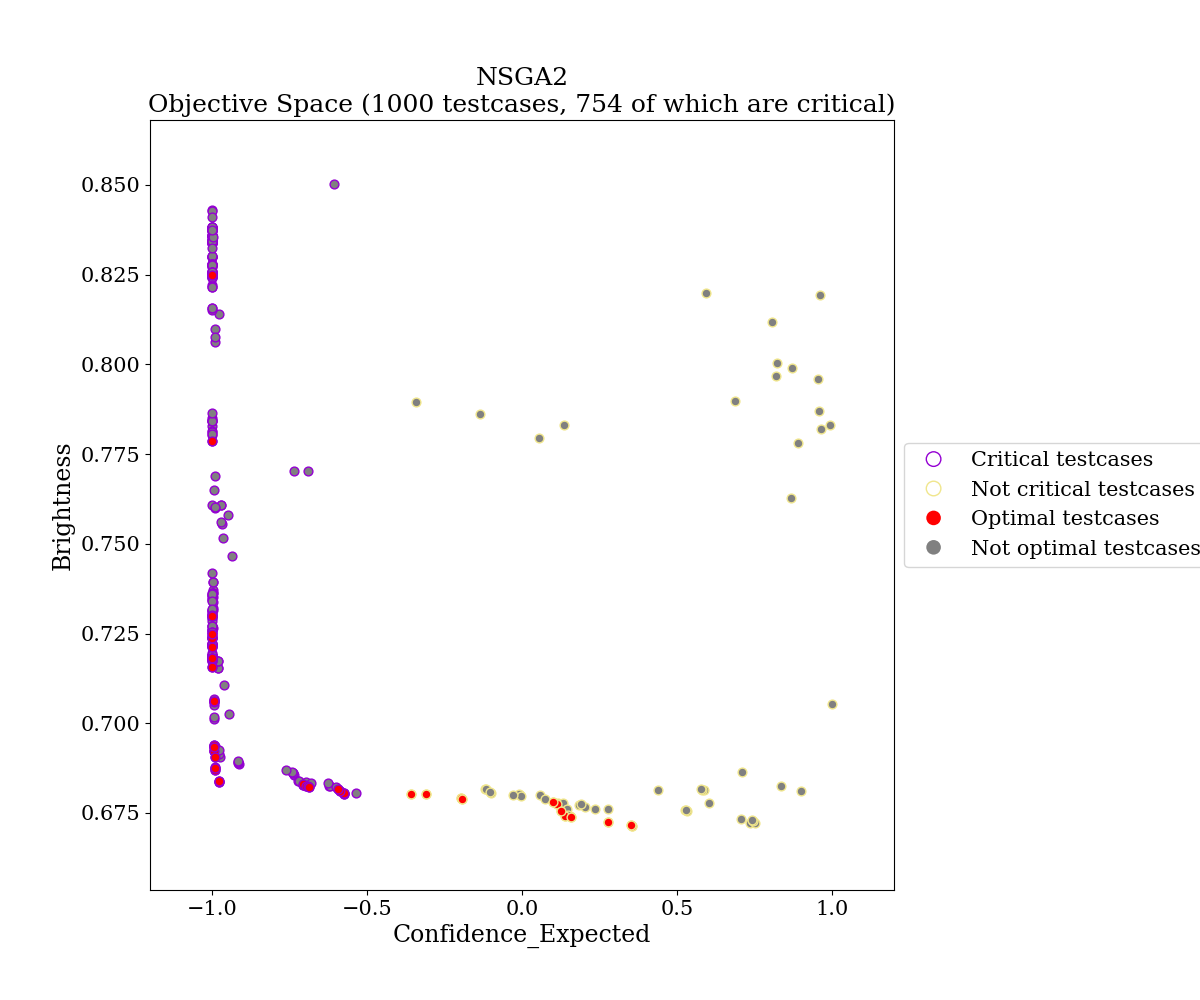 NSGA2
Objective Space (1000 testcases, 754 of which are critical)
0.850
0.825
0.800
0.775
0.750
0.725
0.700
0.675
Brightness
−1.0
−0.5
0.0
0.5
1.0
Confidence_Expected
Critical testcases
Not critical testcases
Optimal testcases
Not optimal testcases